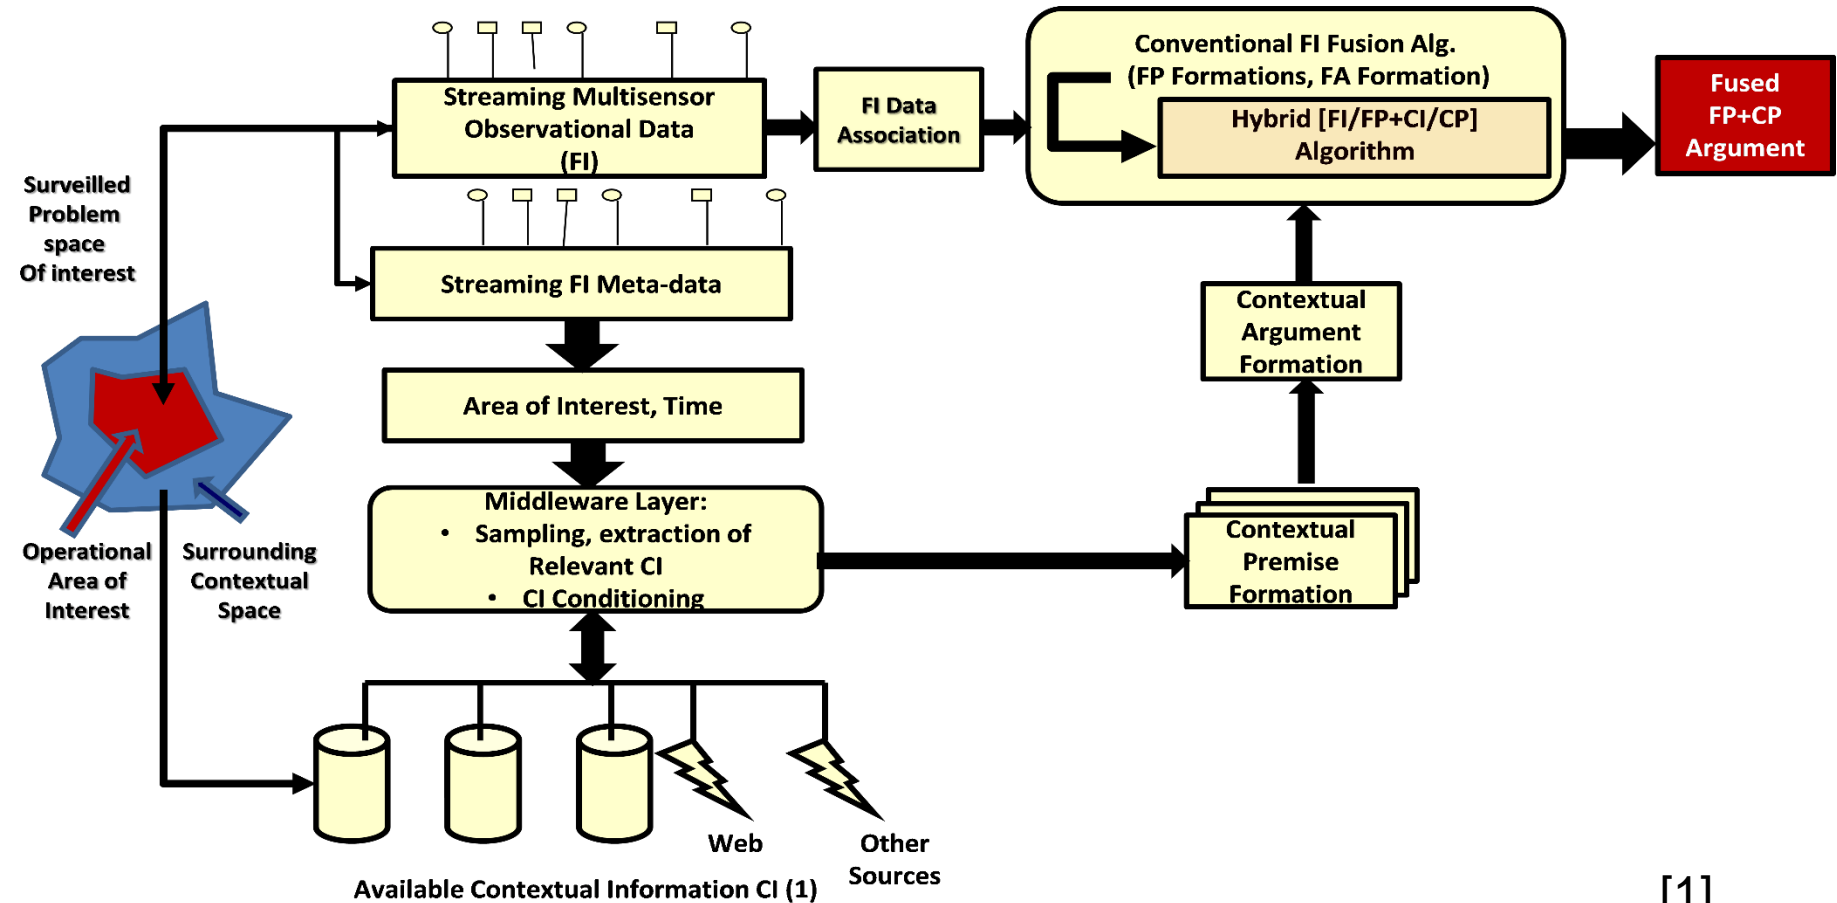 Conventional FI Fusion Alg.
(FP Formations, FA Formation)
Streaming Multisensor
Observational Data
(FI)
FI Data
Association
Hybrid [FI/FP+CI/CP]
Algorithm
Fused
FP+CP
Argument
Surveilled
Problem
space
Of interest
Streaming FI Meta-data
Contextual
Argument
Formation
Area of Interest, Time
Middleware Layer:
• Sampling, extraction of
Relevant CI
• CI Conditioning
Contextual
Premise
Formation
Operational
Area of
Interest
Surrounding
Contextual
Space
Web
Other
Sources
Available Contextual Information CI (1)
[1]